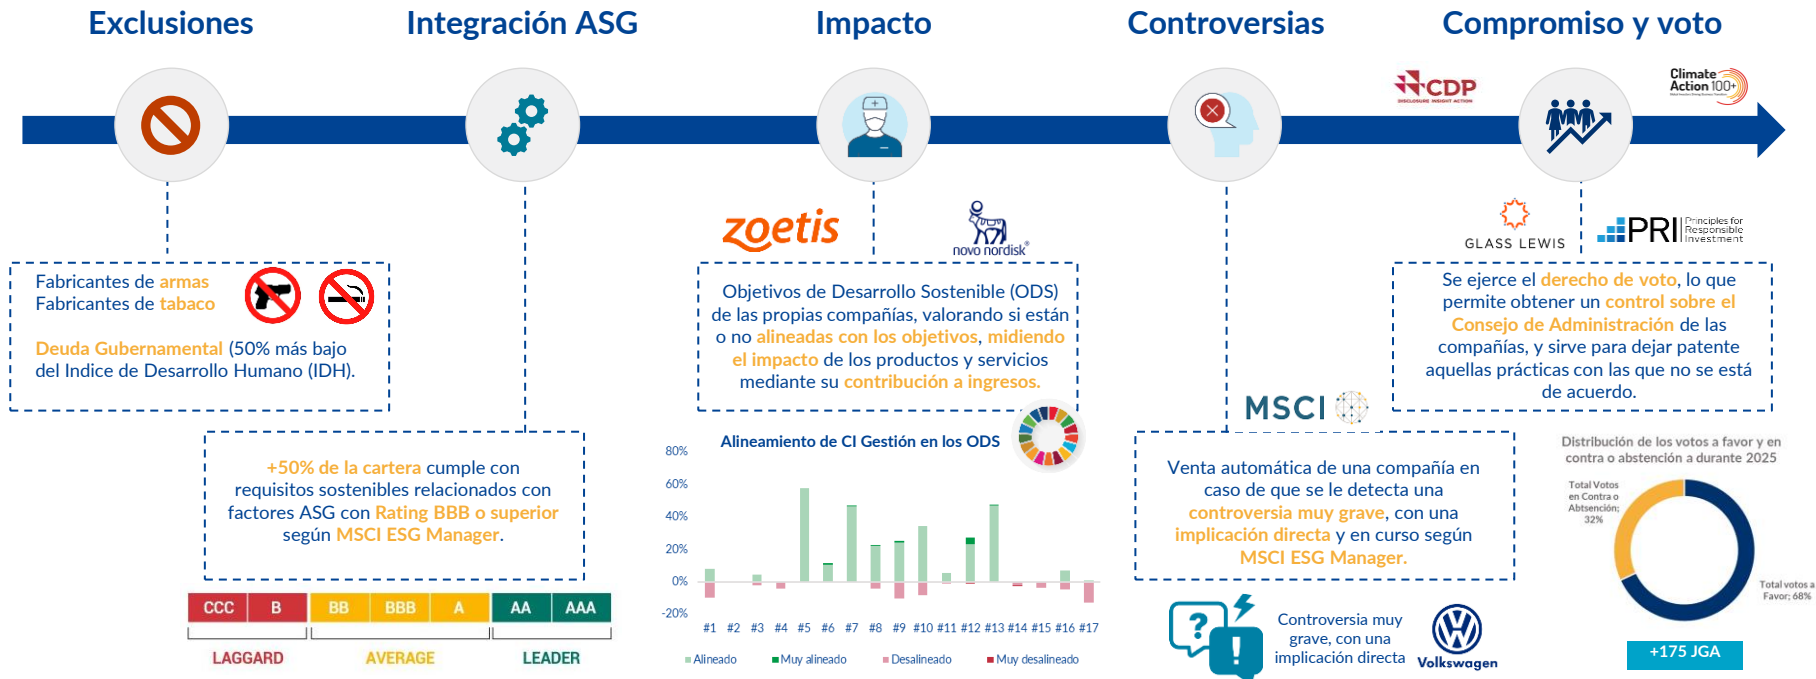 Exclusiones
Integración ASG
Impacto
Controversias
Compromiso y voto
CDP
DISCLOSURE INSIGHT ACTION
Climate
Action 100+
Global Investors Driving Business Transition
Fabricantes de armas
Fabricantes de tabaco
Deuda Gubernamental (50% más bajo
del Indice de Desarrollo Humano (IDH).
+50% de la cartera cumple con
requisitos sostenibles relacionados con
factores ASG con Rating BBB o superior
según MSCI ESG Manager.
CCC B BB BBB A AA AAA
LAGGARD AVERAGE LEADER
zoetis
novo nordisk®
Objetivos de Desarrollo Sostenible (ODS)
de las propias compañías, valorando si están
o no alineadas con los objetivos, midiendo
el impacto de los productos y servicios
mediante su contribución a ingresos.
Alineamiento de CI Gestión en los ODS
80%
60%
40%
20%
0%
-20%
#1 #2 #3 #4 #5 #6 #7 #8 #9 #10 #11 #12 #13 #14 #15 #16 #17
Alineado Muy alineado Desalineado Muy desalineado
MSCI
Venta automática de una compañía en
caso de que se le detecta una
controversia muy grave, con una
implicación directa y en curso según
MSCI ESG Manager.
?
!
Controversia muy
grave, con una
implicación directa
Volkswagen
GLASS LEWIS
PRI Principles for
Responsible
Investment
Se ejerce el derecho de voto, lo que
permite obtener un control sobre el
Consejo de Administración de las
compañías, y sirve para dejar patente
aquellas prácticas con las que no se está
de acuerdo.
Distribución de los votos a favor y en
contra o abstención a durante 2025
Total Votos
en Contra o
Abtsención;
32%
Total votos a
Favor; 68%
+175 JGA